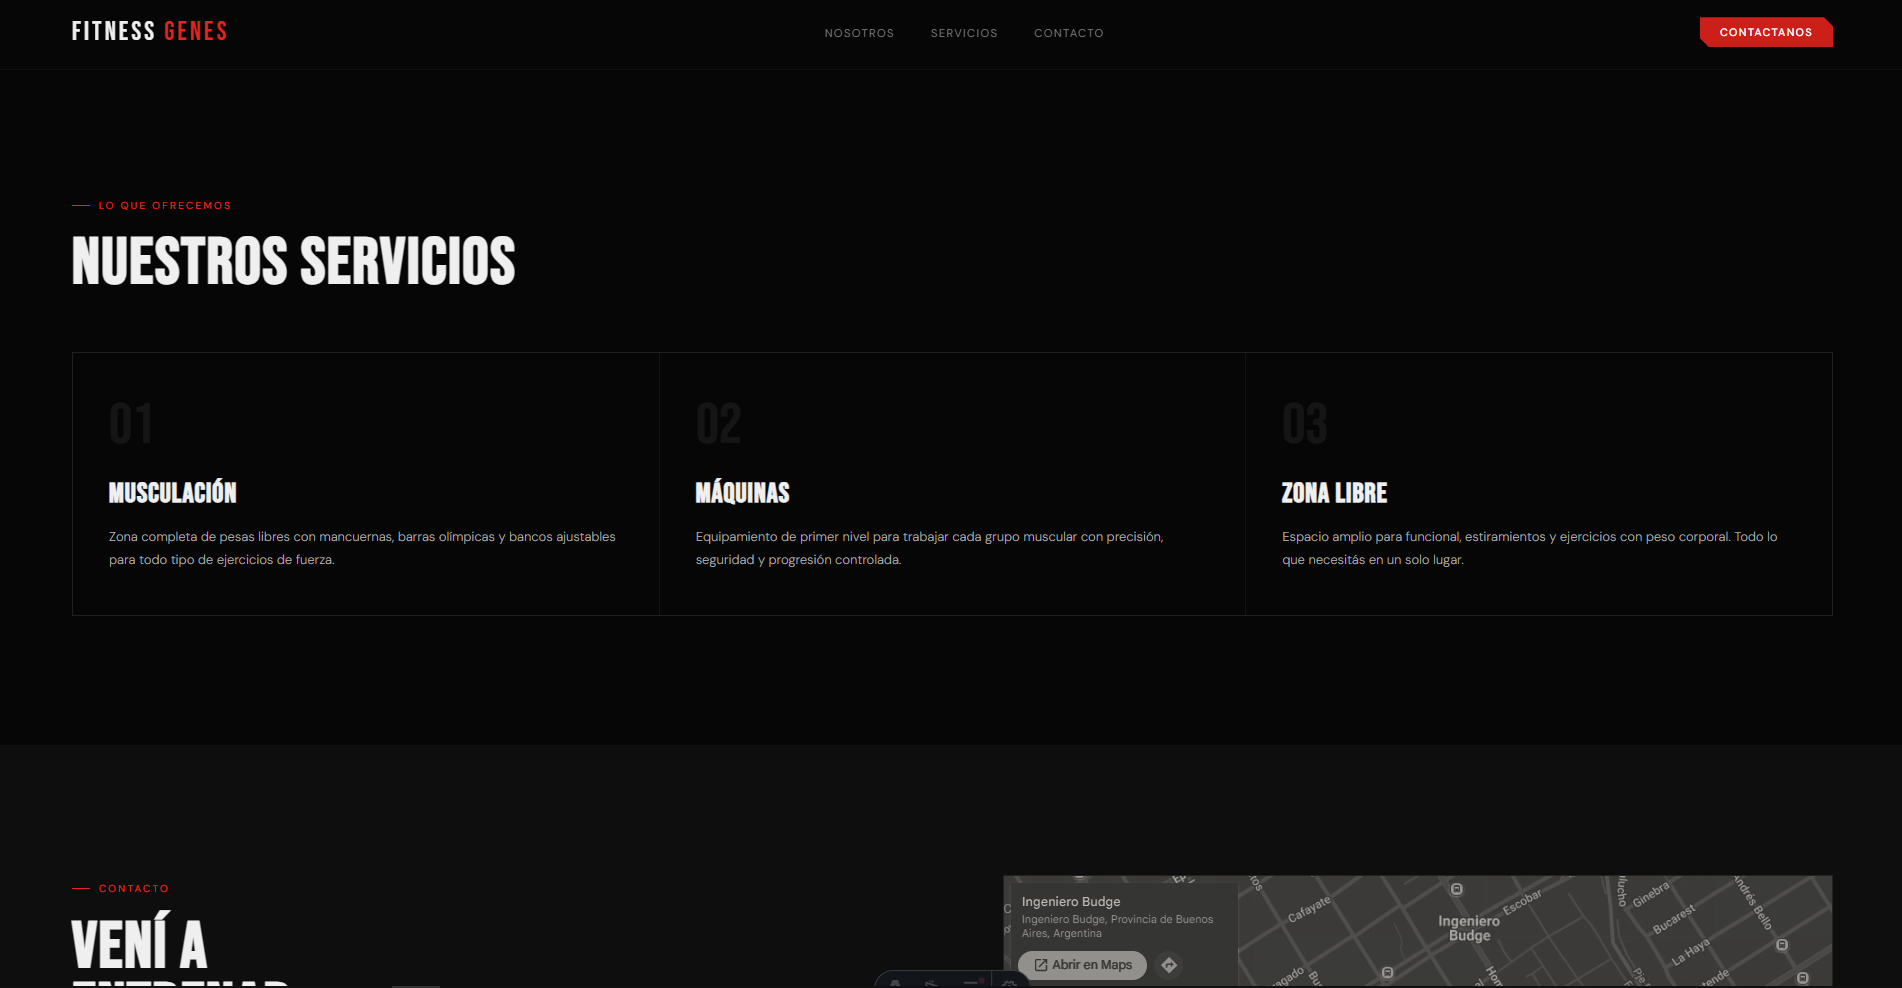 FITNESS GENES
NOSOTROS
SERVICIOS
CONTACTO
CONTACTANOS
LO QUE OFRECEMOS
NUESTROS SERVICIOS
01
MUSCULACIÓN
Zona completa de pesas libres con mancuernas, barras olímpicas y bancos ajustables
para todo tipo de ejercicios de fuerza.
02
MÁQUINAS
Equipamiento de primer nivel para trabajar cada grupo muscular con precisión,
seguridad y progresión controlada.
03
ZONA LIBRE
Espacio amplio para funcional, estiramientos y ejercicios con peso corporal. Todo lo
que necesitás en un solo lugar.
CONTACTO
VENÍ A
ENTRENAR
Ingeniero Budge
Ingeniero Budge, Provincia de Buenos
Aires, Argentina
Abrir en Maps
Cafayate
Escobar
Ingeniero
Budge
Ginebra
Bucarest
La Haya
Andrés Bello